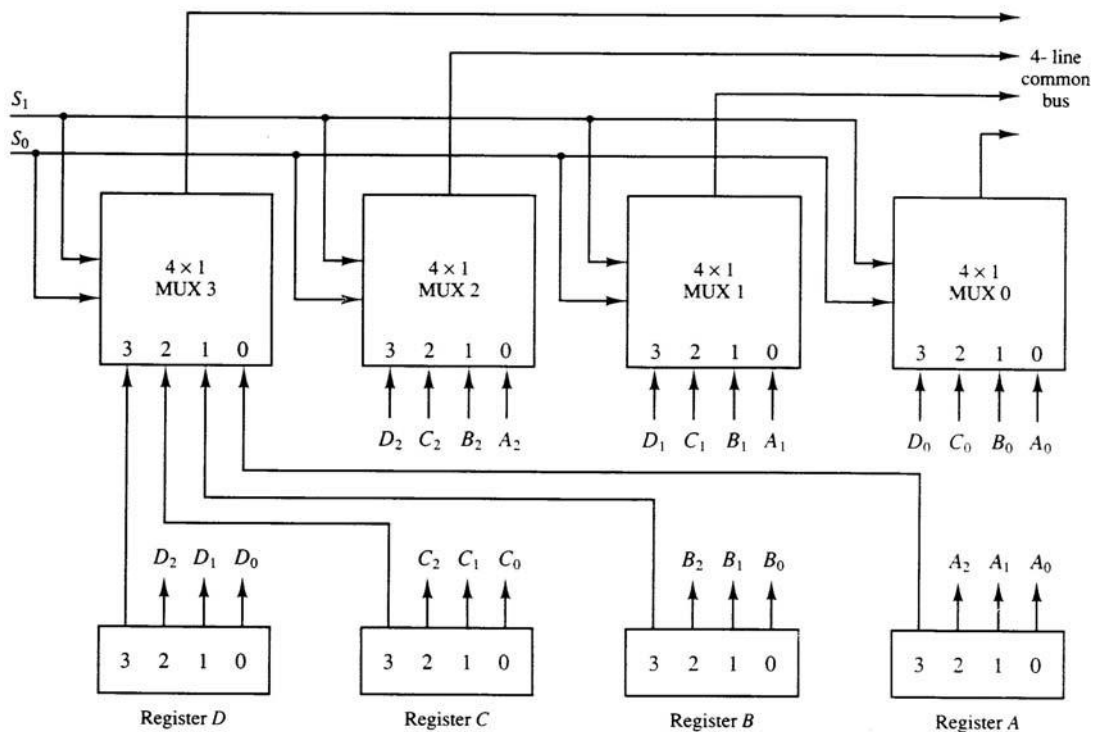 4- line
common
bus
S₁
S₀
4 × 1
MUX 3
3 2 1 0
4 × 1
MUX 2
3 2 1 0
4 × 1
MUX 1
3 2 1 0
4 × 1
MUX 0
3 2 1 0
D₂ C₂ B₂ A₂
D₁ C₁ B₁ A₁
D₀ C₀ B₀ A₀
D₂ D₁ D₀
C₂ C₁ C₀
B₂ B₁ B₀
A₂ A₁ A₀
3 2 1 0
3 2 1 0
3 2 1 0
3 2 1 0
Register D
Register C
Register B
Register A